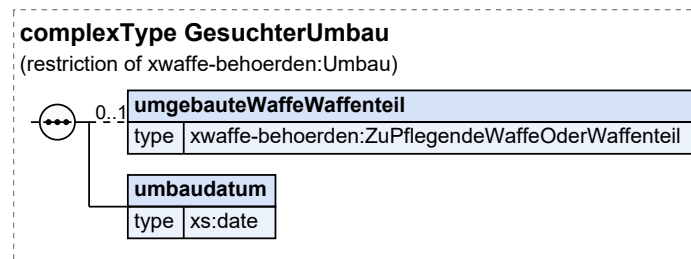 complexType GesuchterUmbau
(restriction of xwaffe-behoerden:Umbau)
0..1
umgebauteWaffeWaffenteil
type xwaffe-behoerden:ZuPflegendeWaffeOderWaffenteil
umbaudatum
type xs:date